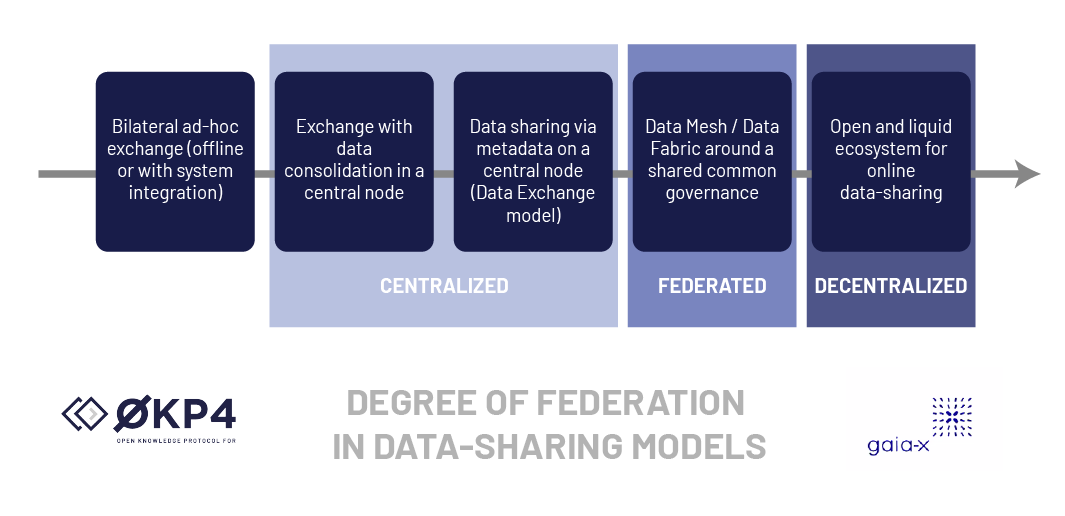 Bilateral ad-hoc
exchange (offline
or with system
integration)
Exchange with
data
consolidation in a
central node
Data sharing via
metadata on a
central node
(Data Exchange
model)
Data Mesh / Data
Fabric around a
shared common
governance
Open and liquid
ecosystem for
online
data-sharing
CENTRALIZED
FEDERATED
DECENTRALIZED
ØKP4
OPEN KNOWLEDGE PROTOCOL FOR
DEGREE OF FEDERATION
IN DATA-SHARING MODELS
gaia-x